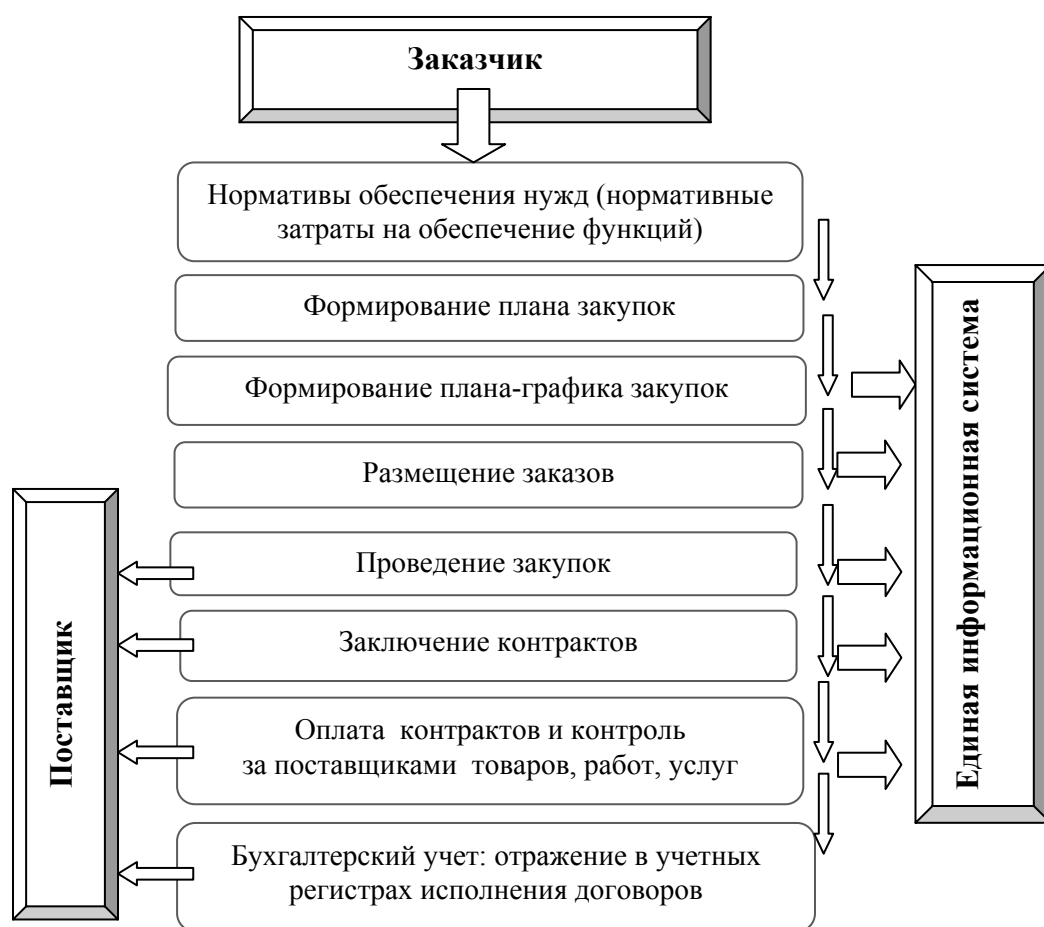 Заказчик
Нормативы обеспечения нужд (нормативные
затраты на обеспечение функций)
Формирование плана закупок
Формирование плана-графика закупок
Размещение заказов
Проведение закупок
Заключение контрактов
Оплата контрактов и контроль
за поставщиками товаров, работ, услуг
Бухгалтерский учет: отражение в учетных
регистрах исполнения договоров
Поставщик
Единая информационная система